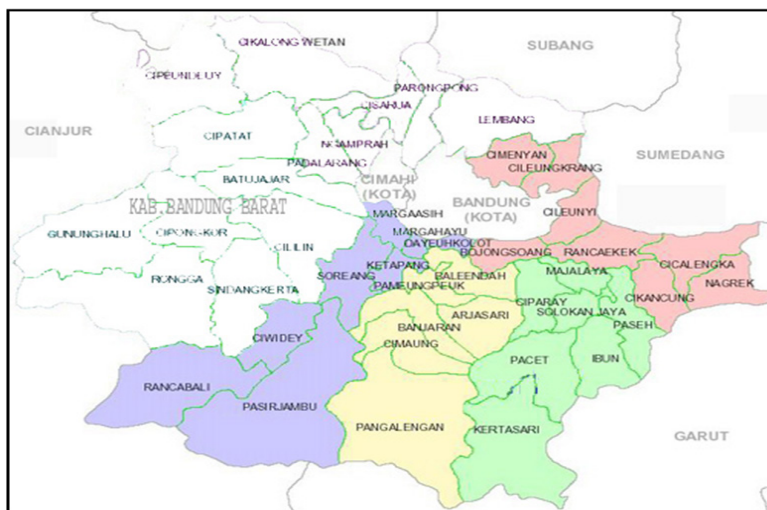 CIKALONG WETAN
SUBANG
CIPEUNDEUY
PARONGPONG
CISARUA
CIANJUR
CIPATAT
LEMBANG
NGAMPRAH
PADALARANG
CIMENYAN
CILEUNGKRANG
SUMEDANG
BATUJAJAR
CIMAHI
(KOTA)
BANDUNG
(KOTA)
KAB BANDUNG BARAT
MARGAASIH
CILEUNYI
GUNUNGHALU
CIPONGKOR
CILILIN
MARGAHAYU
DAYEUHKOLOT
BOJONGSOANG
RANCAEKEK
RONGGA
SINDANGKERTA
SOREANG
KETAPANG
PAMEUNGPEUK
BALEENDAH
MAJALAYA
CICALENGKA
NAGREK
CIPARAY
SOLOKAN JAYA
CIKANCUNG
ARJASARI
PASEH
CIWIDEY
BANJARAN
CIMAUNG
PACET
IBUN
RANCABALI
PASIRJAMBU
PANGALENGAN
KERTASARI
GARUT